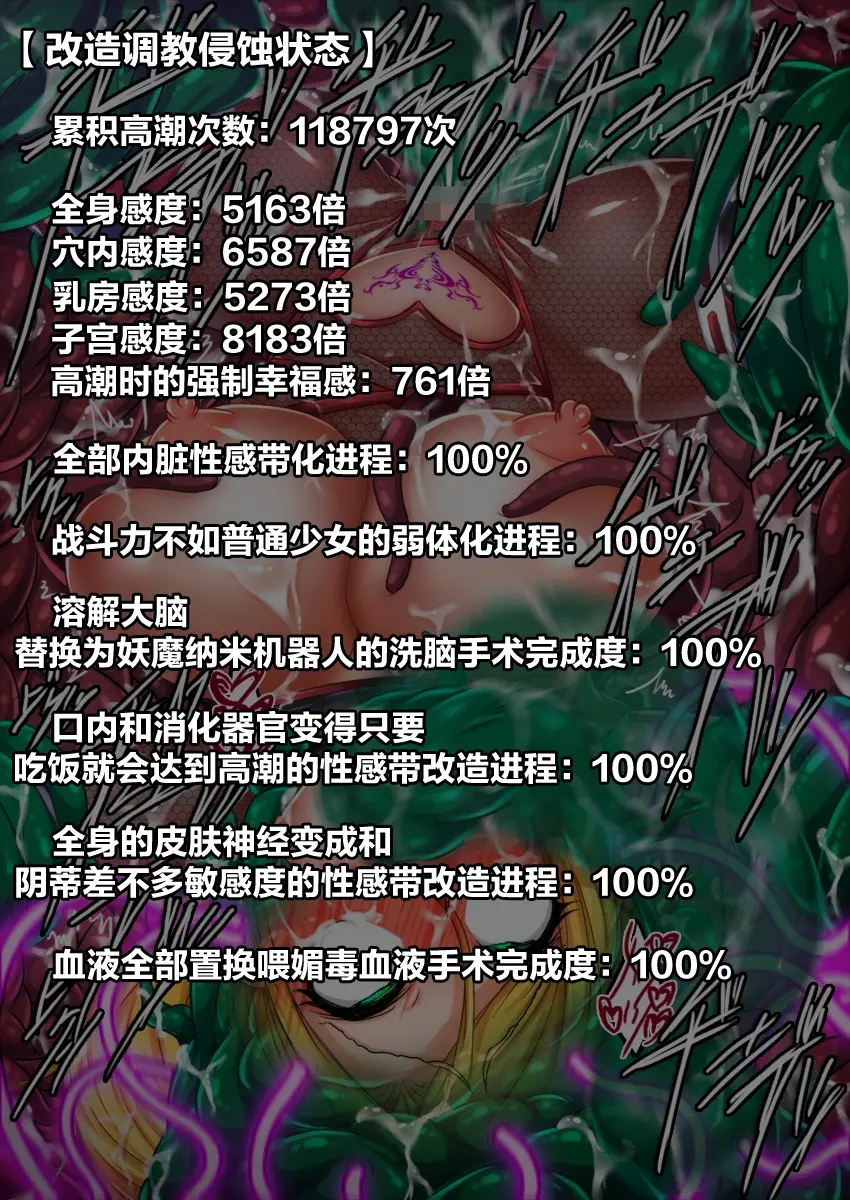 【改造调教侵蚀状态】
累积高潮次数：118797次
全身感度：5163倍
穴内感度：6587倍
乳房感度：5273倍
子宫感度：8183倍
高潮时的强制幸福感：761倍
全部内脏性感带化进程：100%
战斗力不如普通少女的弱体化进程：100%
溶解大脑
替换为妖魔纳米机器人的洗脑手术完成度：100%
口内和消化器官变得只要
吃饭就会达到高潮的性感带改造进程：100%
全身的皮肤神经变成和
阴蒂差不多敏感度的性感带改造进程：100%
血液全部置换喂媚毒血液手术完成度：100%